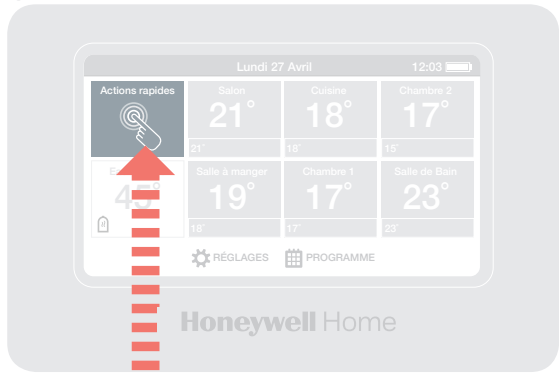 Lundi 27 Avril 12:03
Actions rapides
Salon
21°
21°
Cuisine
18°
18°
Chambre 2
17°
15°
45°
Salle à manger
19°
18°
Chambre 1
17°
17°
Salle de Bain
23°
23°
RÉGLAGES
PROGRAMME
Honeywell Home